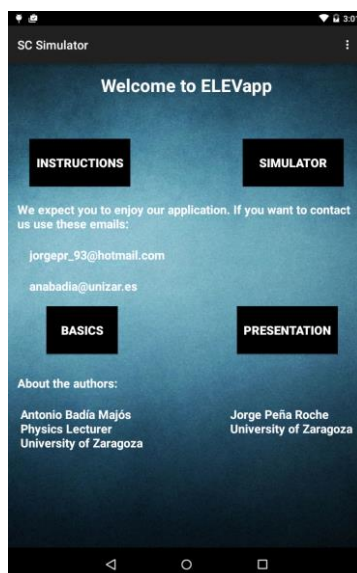 3:01
SC Simulator
Welcome to ELEVapp
INSTRUCTIONS
SIMULATOR
We expect you to enjoy our application. If you want to contact
us use these emails:
jorgepr_93@hotmail.com
anabadia@unizar.es
BASICS
PRESENTATION
About the authors:
Antonio Badía Majós
Physics Lecturer
University of Zaragoza
Jorge Peña Roche
University of Zaragoza